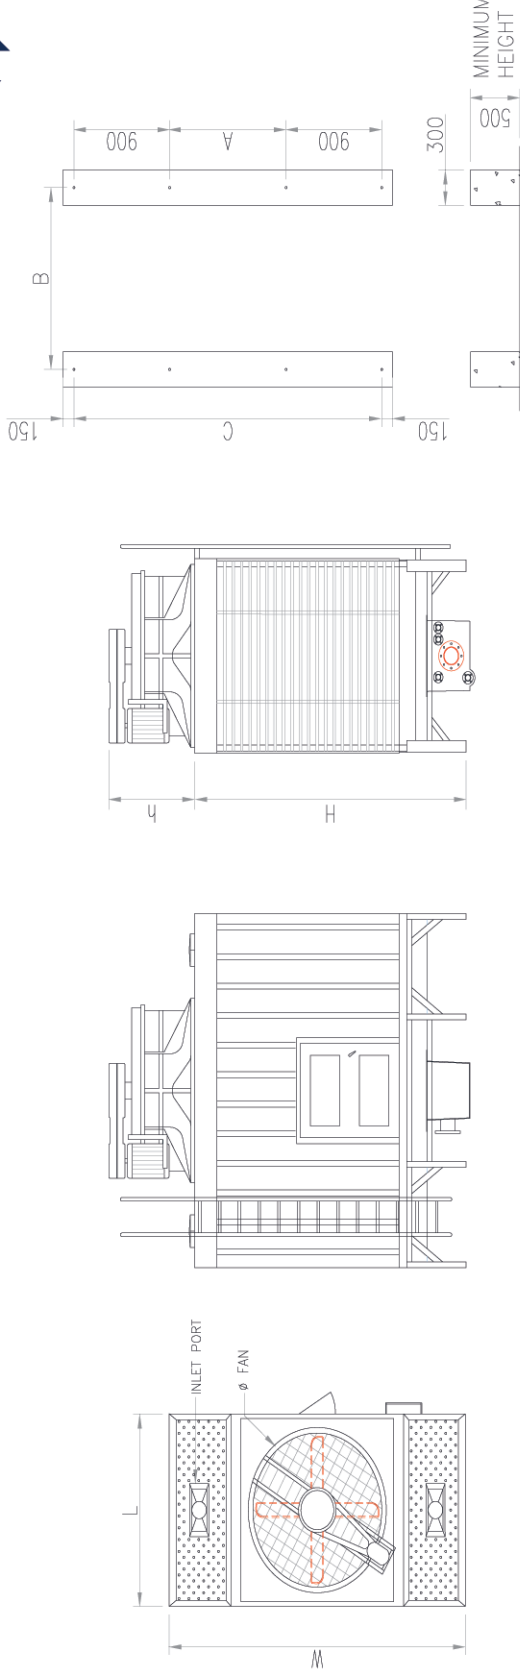 MINIMUM
HEIGHT
500
300
900
A
900
B
150
C
150
h
H
INLET PORT
ø FAN
L
W